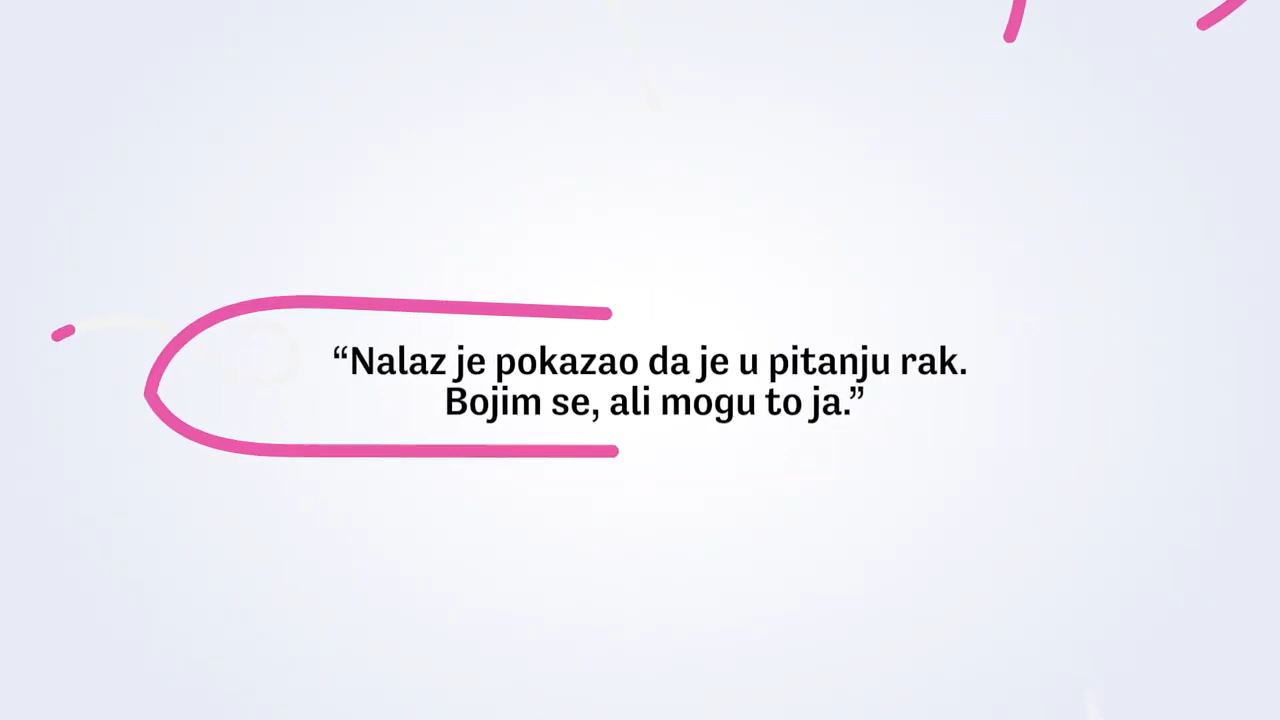 “Nalaz je pokazao da je u pitanju rak.
Bojim se, ali mogu to ja.”